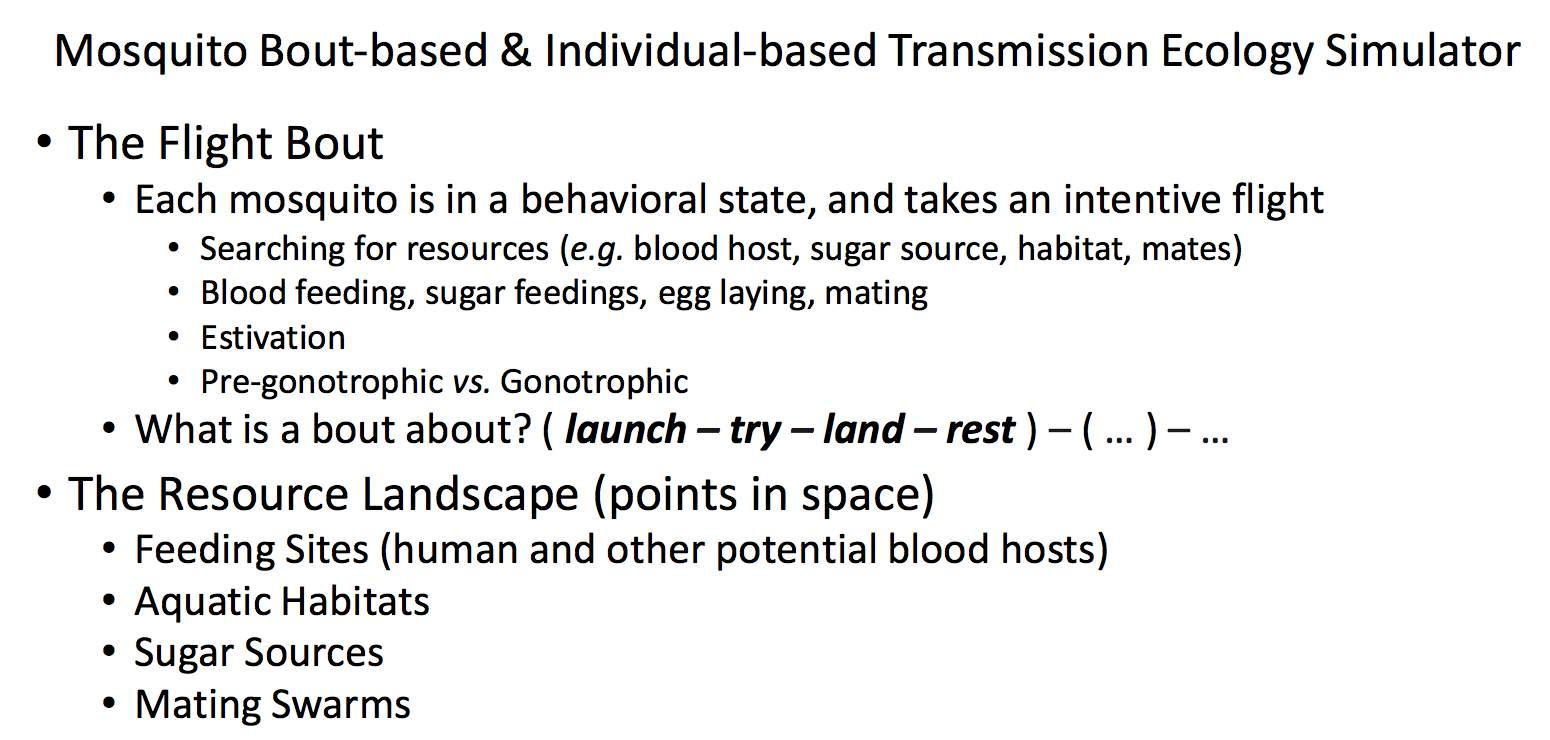 Mosquito Bout-based & Individual-based Transmission Ecology Simulator
• The Flight Bout
• Each mosquito is in a behavioral state, and takes an intentive flight
• Searching for resources (e.g. blood host, sugar source, habitat, mates)
• Blood feeding, sugar feedings, egg laying, mating
• Estivation
• Pre-gonotrophic vs. Gonotrophic
• What is a bout about? ( launch – try – land – rest ) – ( ... ) – ...
• The Resource Landscape (points in space)
• Feeding Sites (human and other potential blood hosts)
• Aquatic Habitats
• Sugar Sources
• Mating Swarms